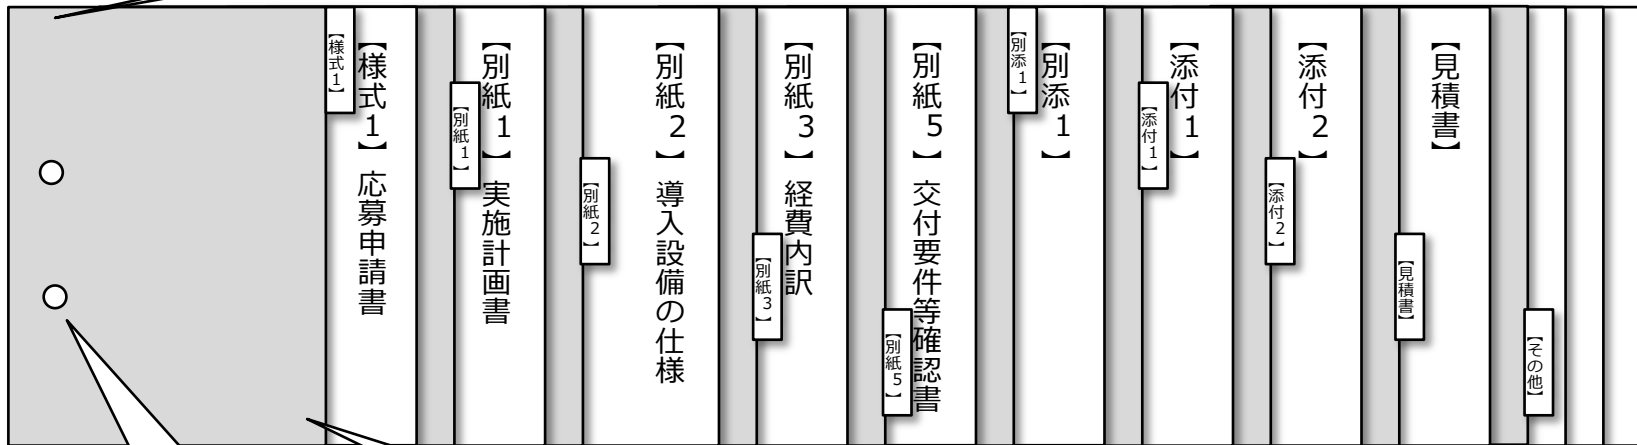 【様式１】
【様式１】 応募申請書
【別紙１】
【別紙１】 実施計画書
【別紙２】
【別紙２】 導入設備の仕様
【別紙３】
【別紙３】 経費内訳
【別紙５】
【別紙５】 交付要件等確認書
【別添１】
【別添１】
【添付１】
【添付１】
【添付２】
【添付２】
【見積書】
【見積書】
【その他】